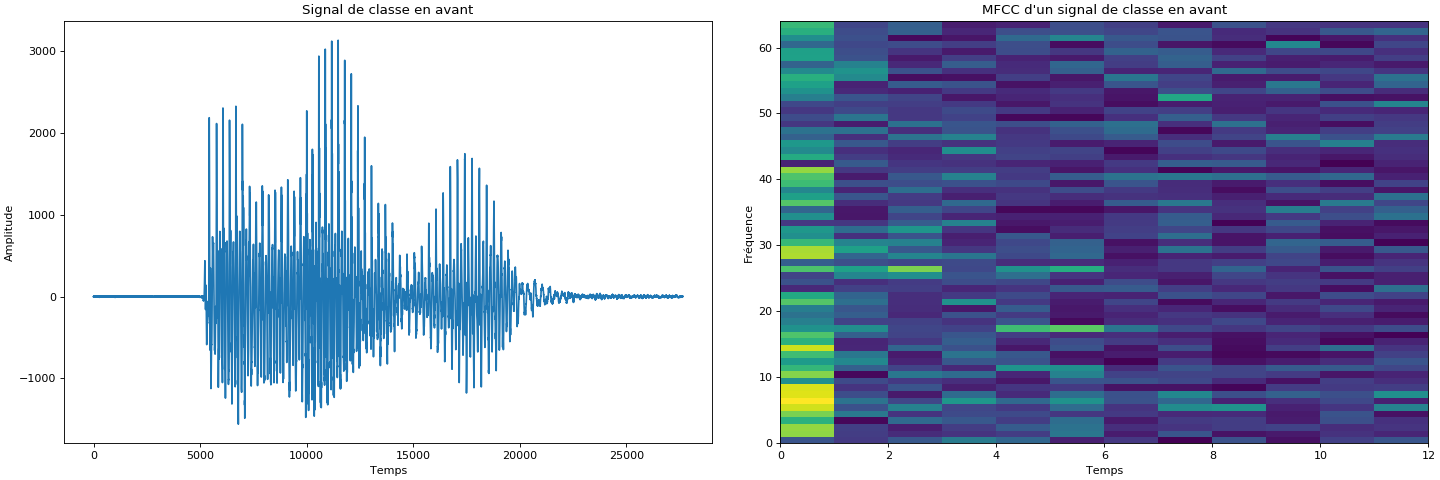 Signal de classe en avant
3000
2000
1000
0
−1000
Amplitude
0 5000 10000 15000 20000 25000
Temps
MFCC d'un signal de classe en avant
60
50
40
30
20
10
0
Fréquence
0 2 4 6 8 10 12
Temps